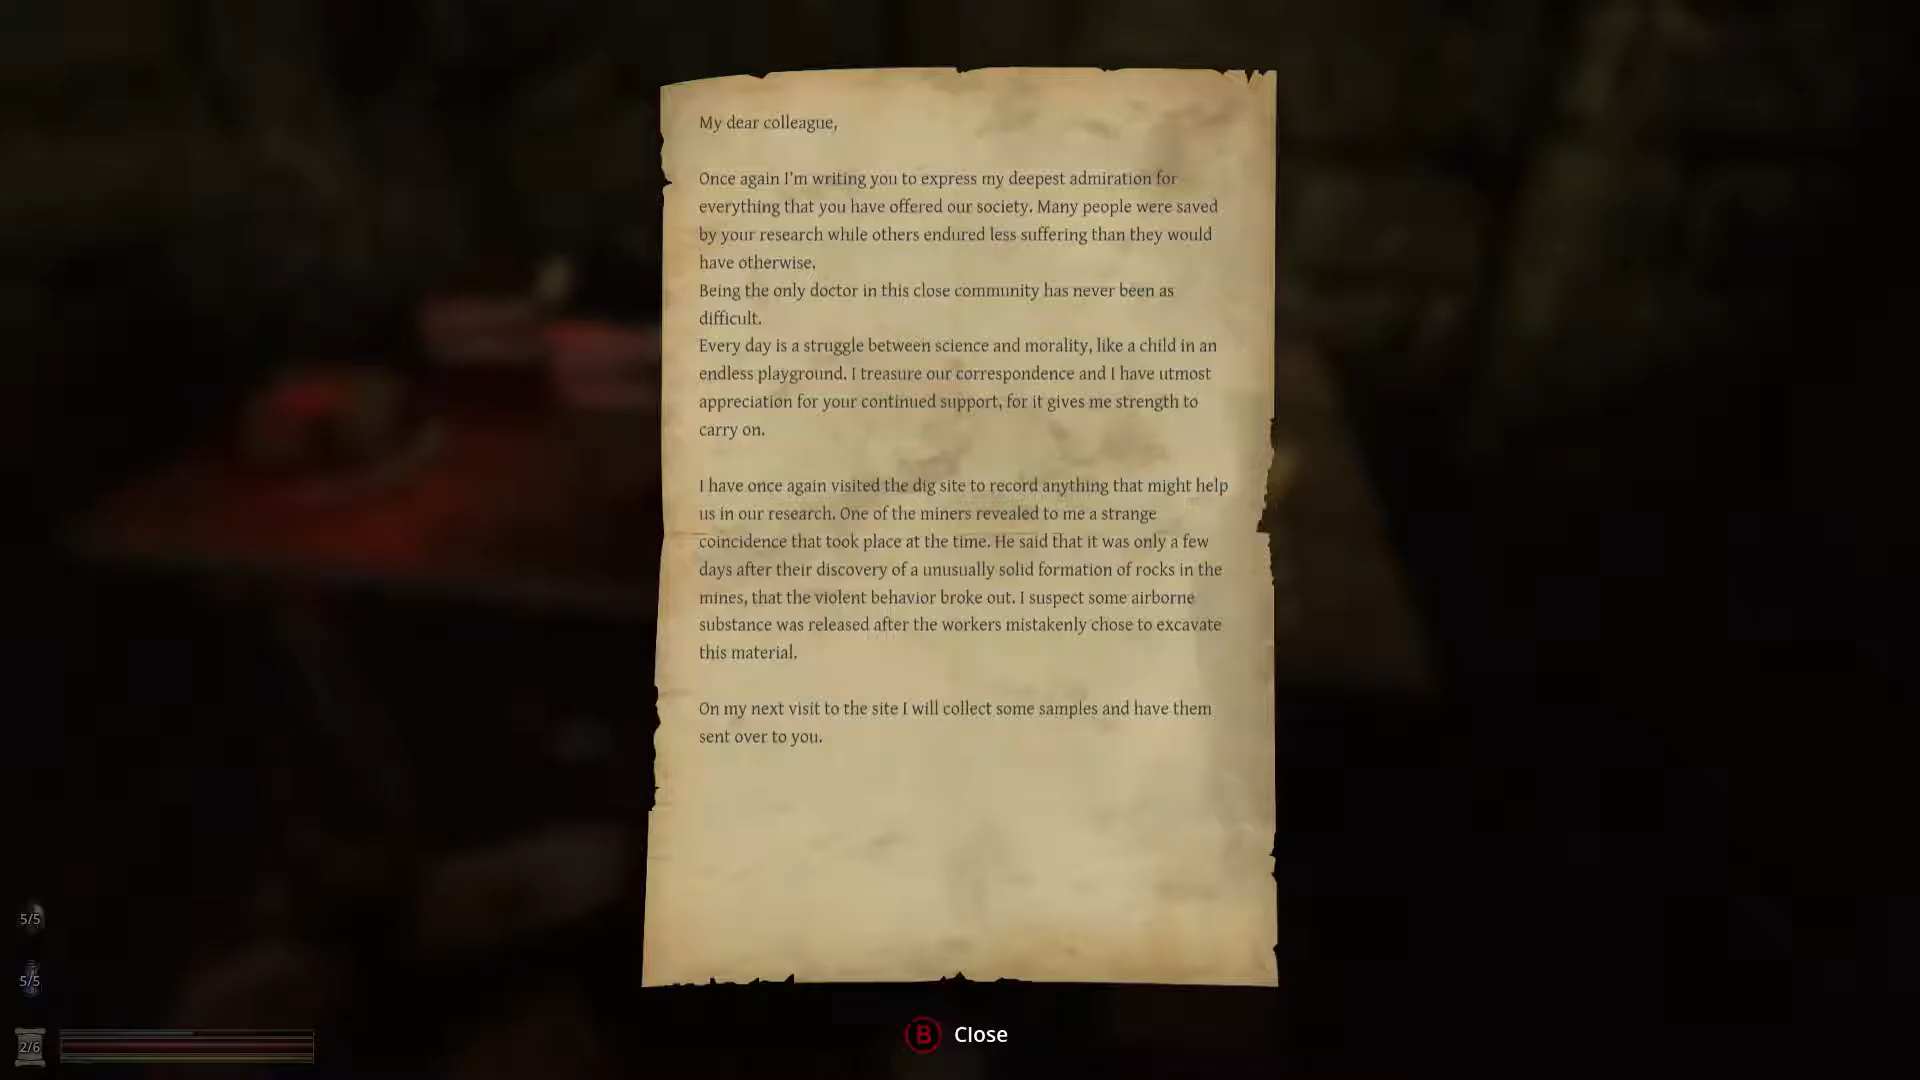 My dear colleague,
Once again I'm writing you to express my deepest admiration for
everything that you have offered our society. Many people were saved
by your research while others endured less suffering than they would
have otherwise.
Being the only doctor in this close community has never been as
difficult.
Every day is a struggle between science and morality, like a child in an
endless playground. I treasure our correspondence and I have utmost
appreciation for your continued support, for it gives me strength to
carry on.
I have once again visited the dig site to record anything that might help
us in our research. One of the miners revealed to me a strange
coincidence that took place at the time. He said that it was only a few
days after their discovery of a unusually solid formation of rocks in the
mines, that the violent behavior broke out. I suspect some airborne
substance was released after the workers mistakenly chose to excavate
this material.
On my next visit to the site I will collect some samples and have them
sent over to you.
5/5
5/5
2/6
B Close